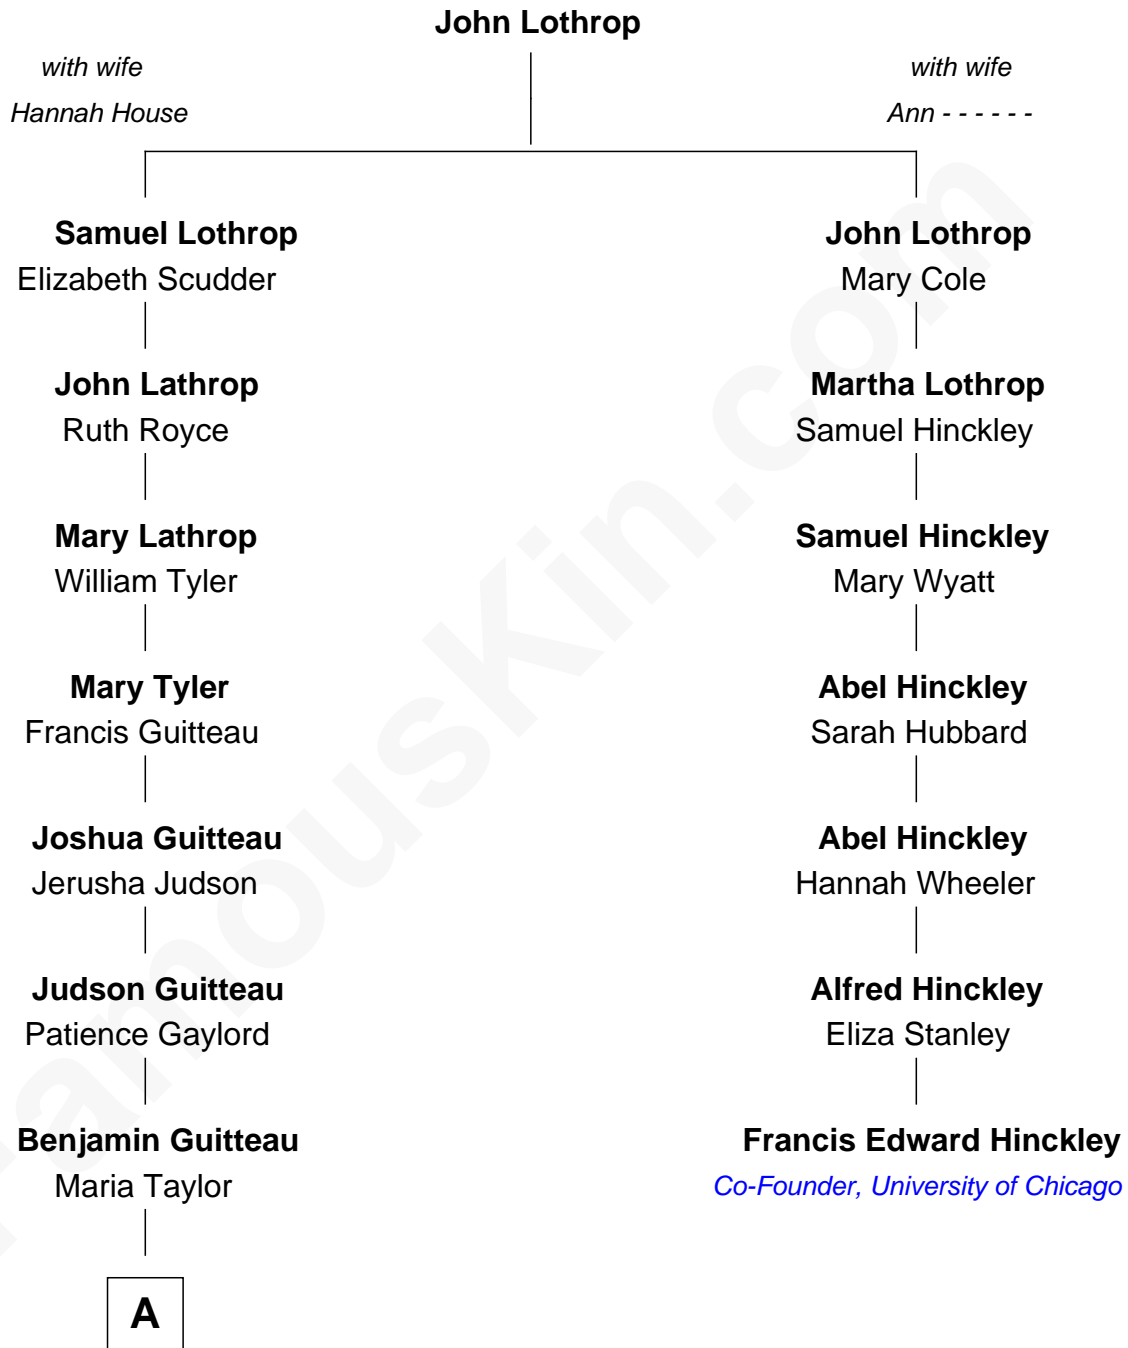 John Lothrop
with wife
Hannah House
with wife
Ann - - - - - -
Samuel Lothrop
Elizabeth Scudder
John Lothrop
Mary Cole
John Lathrop
Ruth Royce
Martha Lothrop
Samuel Hinckley
Mary Lathrop
William Tyler
Samuel Hinckley
Mary Wyatt
Mary Tyler
Francis Guitteau
Abel Hinckley
Sarah Hubbard
Joshua Guitteau
Jerusha Judson
Abel Hinckley
Hannah Wheeler
Judson Guitteau
Patience Gaylord
Alfred Hinckley
Eliza Stanley
Benjamin Guitteau
Maria Taylor
Francis Edward Hinckley
Co-Founder, University of Chicago
A
FamousKin.com